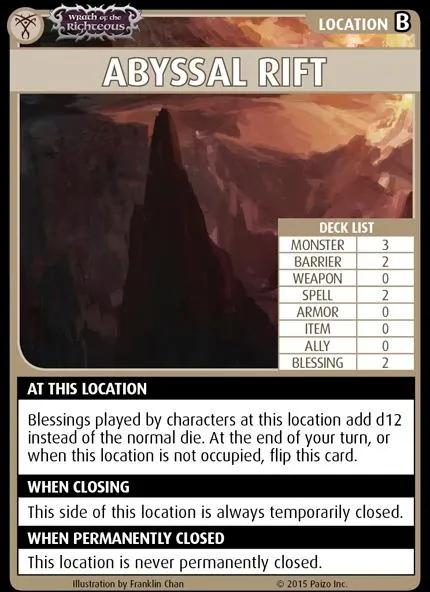 Wrath of the
Righteous
LOCATION B
ABYSSAL RIFT
DECK LIST
MONSTER 3
BARRIER 2
WEAPON 0
SPELL 2
ARMOR 0
ITEM 0
ALLY 0
BLESSING 2
AT THIS LOCATION
Blessings played by characters at this location add d12
instead of the normal die. At the end of your turn, or
when this location is not occupied, flip this card.
WHEN CLOSING
This side of this location is always temporarily closed.
WHEN PERMANENTLY CLOSED
This location is never permanently closed.
Illustration by Franklin Chan © 2015 Paizo Inc.